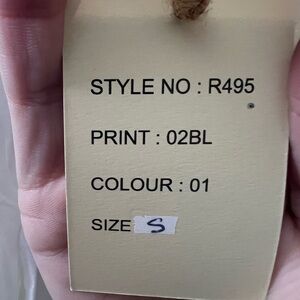 STYLE NO : R495
PRINT : 02BL
COLOUR : 01
SIZE S